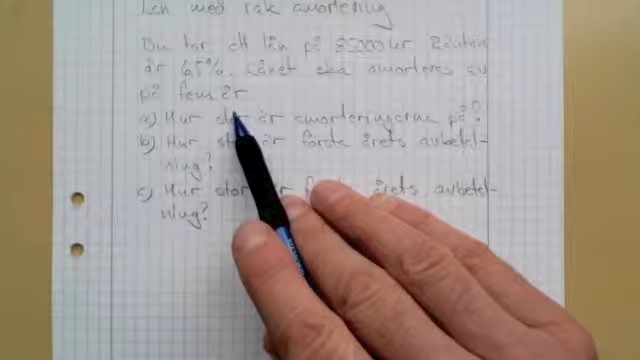 Lån med rak amortering
Du tar ett lån på 85000 kr Räntan
är 6,5%. Lånet ska amorteras av
på fem år
a) Hur stor är amorteringarna på?
b) Hur är första årets avbetal-
ning?
c) Hur stor är årets avbetal-
ning?